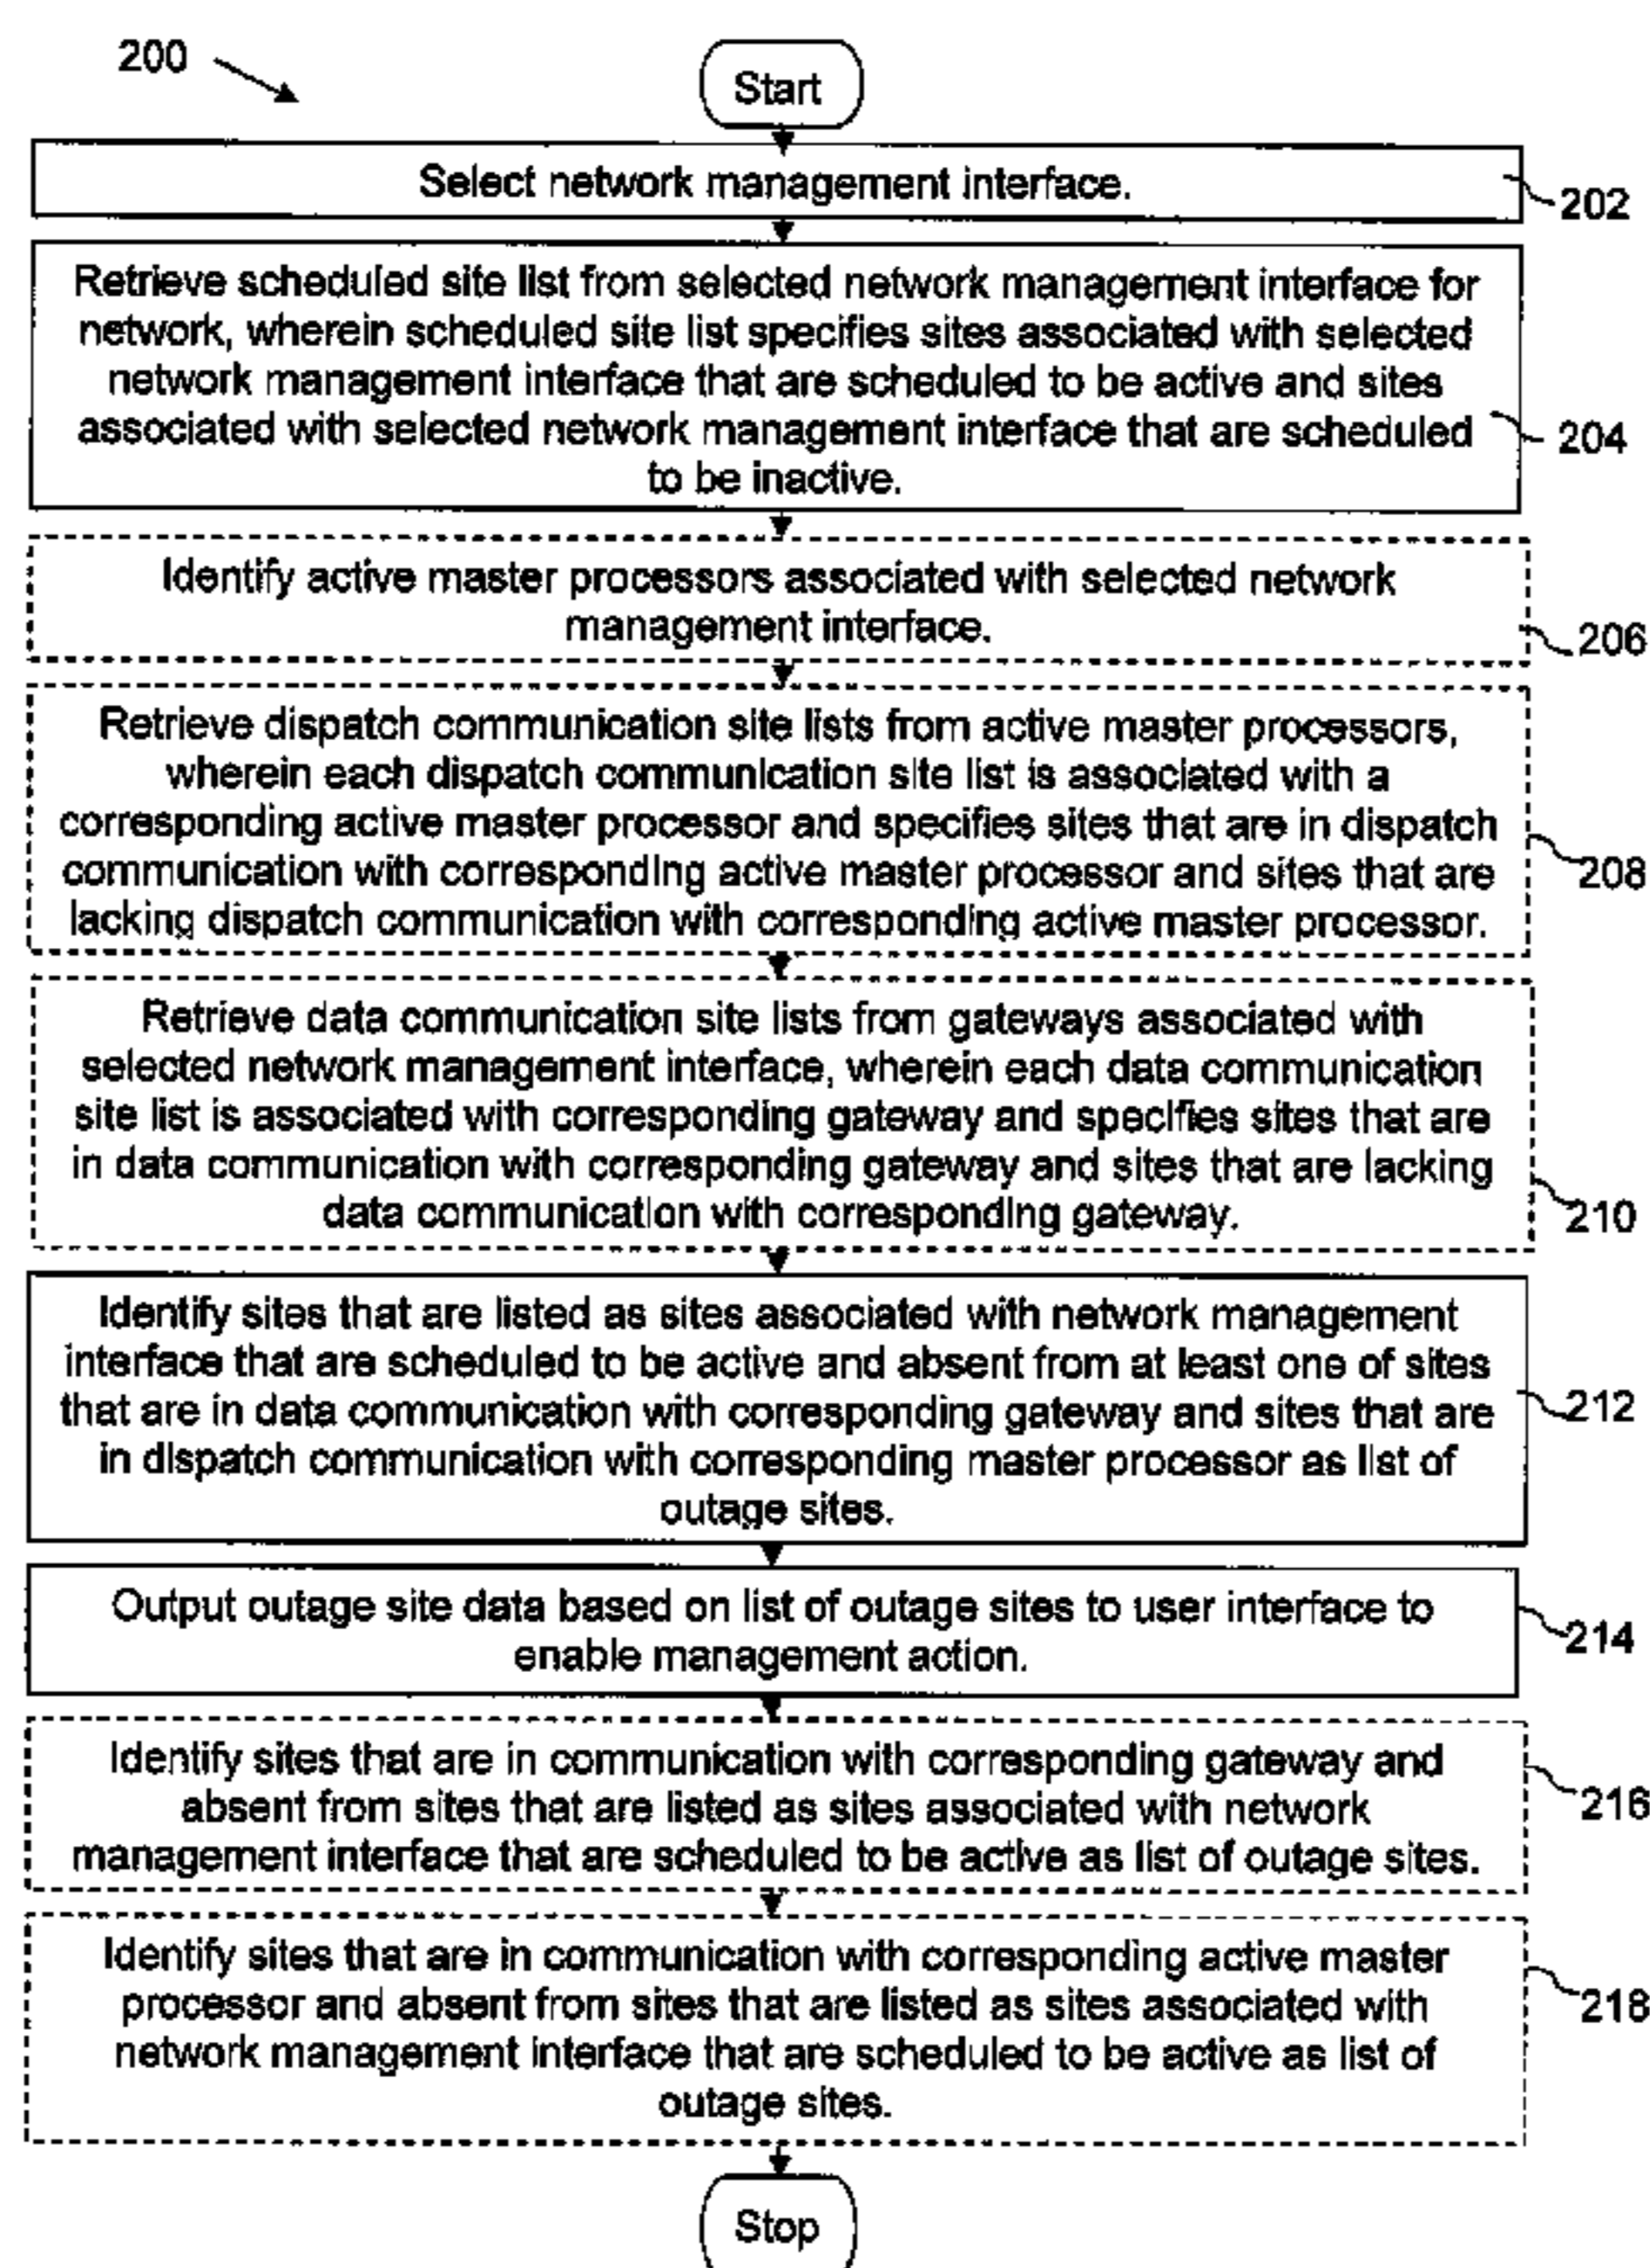 200
Start
Select network management interface.
202
Retrieve scheduled site list from selected network management interface for
network, wherein scheduled site list specifies sites associated with selected
network management interface that are scheduled to be active and sites
associated with selected network management interface that are scheduled
to be inactive.
204
Identify active master processors associated with selected network
management interface.
206
Retrieve dispatch communication site lists from active master processors,
wherein each dispatch communication site list is associated with a
corresponding active master processor and specifies sites that are in dispatch
communication with corresponding active master processor and sites that are
lacking dispatch communication with corresponding active master processor.
208
Retrieve data communication site lists from gateways associated with
selected network management interface, wherein each data communication
site list is associated with corresponding gateway and specifies sites that are
in data communication with corresponding gateway and sites that are lacking
data communication with corresponding gateway.
210
Identify sites that are listed as sites associated with network management
interface that are scheduled to be active and absent from at least one of sites
that are in data communication with corresponding gateway and sites that are
in dispatch communication with corresponding master processor as list of
outage sites.
212
Output outage site data based on list of outage sites to user interface to
enable management action.
214
Identify sites that are in communication with corresponding gateway and
absent from sites that are listed as sites associated with network
management interface that are scheduled to be active as list of outage sites.
216
Identify sites that are in communication with corresponding active master
processor and absent from sites that are listed as sites associated with
network management interface that are scheduled to be active as list of
outage sites.
218
Stop